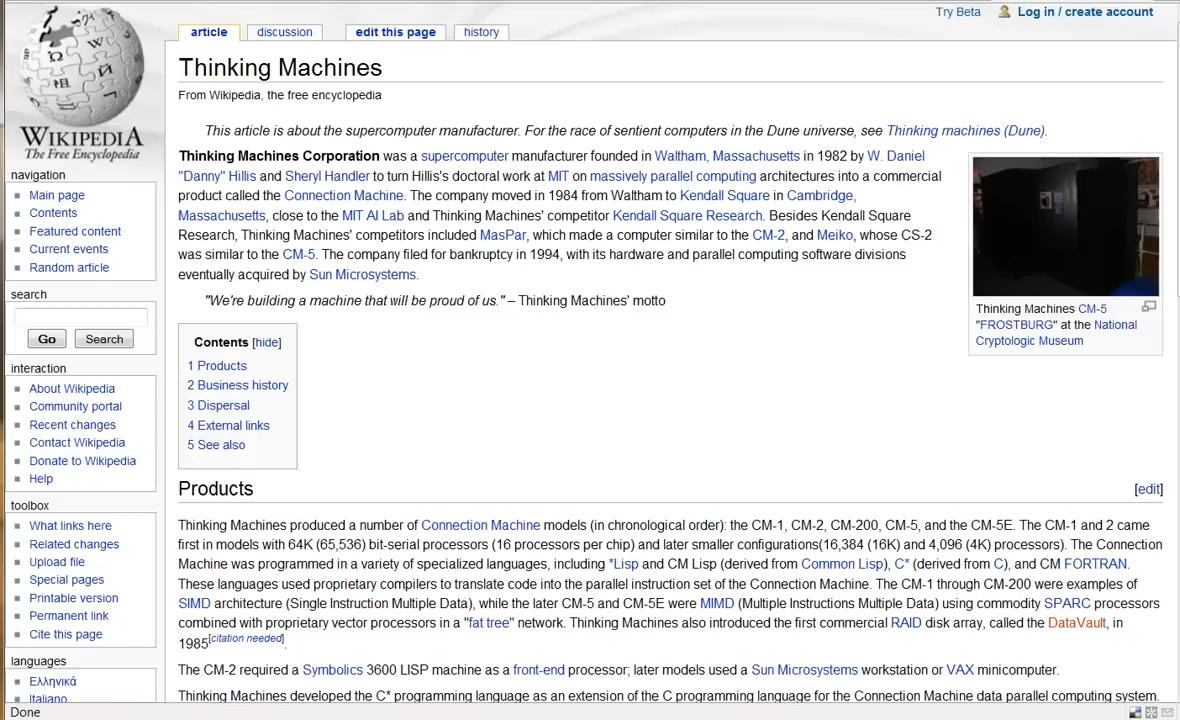 Try Beta
Log in / create account
article
discussion
edit this page
history
WIKIPEDIA
The Free Encyclopedia
navigation
Main page
Contents
Featured content
Current events
Random article
search
Go
Search
interaction
About Wikipedia
Community portal
Recent changes
Contact Wikipedia
Donate to Wikipedia
Help
toolbox
What links here
Related changes
Upload file
Special pages
Printable version
Permanent link
Cite this page
languages
Ελληνικά
Italiano
Thinking Machines
From Wikipedia, the free encyclopedia
This article is about the supercomputer manufacturer. For the race of sentient computers in the Dune universe, see Thinking machines (Dune).
Thinking Machines Corporation was a supercomputer manufacturer founded in Waltham, Massachusetts in 1982 by W. Daniel
"Danny" Hillis and Sheryl Handler to turn Hillis's doctoral work at MIT on massively parallel computing architectures into a commercial
product called the Connection Machine. The company moved in 1984 from Waltham to Kendall Square in Cambridge,
Massachusetts, close to the MIT AI Lab and Thinking Machines' competitor Kendall Square Research. Besides Kendall Square
Research, Thinking Machines' competitors included MasPar, which made a computer similar to the CM-2, and Meiko, whose CS-2
was similar to the CM-5. The company filed for bankruptcy in 1994, with its hardware and parallel computing software divisions
eventually acquired by Sun Microsystems.
"We're building a machine that will be proud of us." – Thinking Machines' motto
Thinking Machines CM-5
"FROSTBURG" at the National
Cryptologic Museum
Contents [hide]
1 Products
2 Business history
3 Dispersal
4 External links
5 See also
Products
[edit]
Thinking Machines produced a number of Connection Machine models (in chronological order): the CM-1, CM-2, CM-200, CM-5, and the CM-5E. The CM-1 and 2 came
first in models with 64K (65,536) bit-serial processors (16 processors per chip) and later smaller configurations(16,384 (16K) and 4,096 (4K) processors). The Connection
Machine was programmed in a variety of specialized languages, including *Lisp and CM Lisp (derived from Common Lisp), C* (derived from C), and CM FORTRAN.
These languages used proprietary compilers to translate code into the parallel instruction set of the Connection Machine. The CM-1 through CM-200 were examples of
SIMD architecture (Single Instruction Multiple Data), while the later CM-5 and CM-5E were MIMD (Multiple Instructions Multiple Data) using commodity SPARC processors
combined with proprietary vector processors in a "fat tree" network. Thinking Machines also introduced the first commercial RAID disk array, called the DataVault, in
1985[citation needed].
The CM-2 required a Symbolics 3600 LISP machine as a front-end processor; later models used a Sun Microsystems workstation or VAX minicomputer.
Thinking Machines developed the C* programming language as an extension of the C programming language for the Connection Machine data parallel computing system.
Done